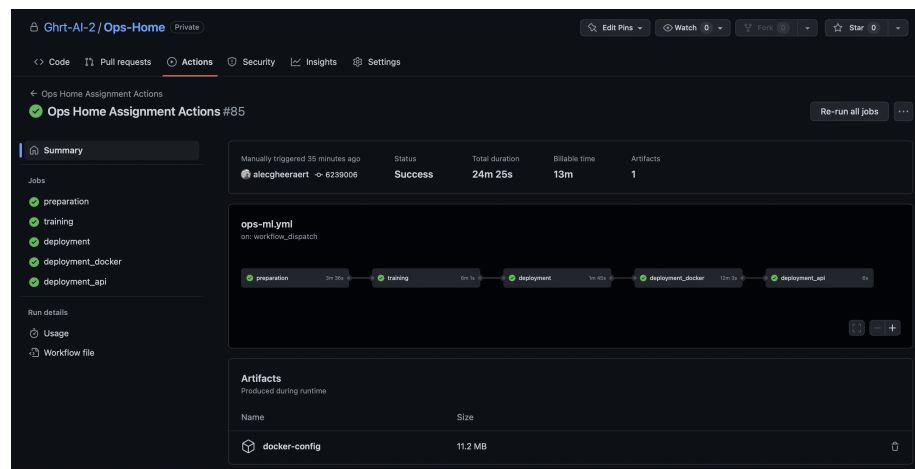 Ghrt-AI-2 / Ops-Home Private
Edit Pins
Watch 0
Fork 0
Star 0
Code
Pull requests
Actions
Security
Insights
Settings
← Ops Home Assignment Actions
Ops Home Assignment Actions #85
Re-run all jobs
Summary
Jobs
preparation
training
deployment
deployment_docker
deployment_api
Run details
Usage
Workflow file
Manually triggered 35 minutes ago
alecgheeraert 6239006
Status
Success
Total duration
24m 25s
Billable time
13m
Artifacts
1
ops-ml.yml
on: workflow_dispatch
preparation 3m 36s
training 6m 1s
deployment 1m 45s
deployment_docker 12m 3s
deployment_api
Artifacts
Produced during runtime
Name Size
docker-config 11.2 MB